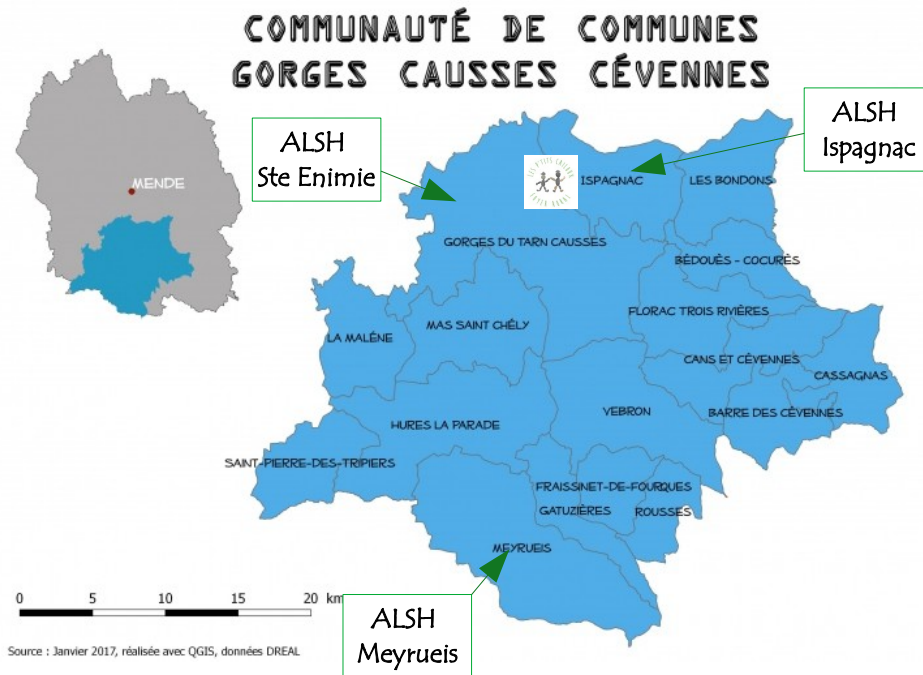 COMMUNAUTÉ DE COMMUNES
GORGES CAUSSES CÉVENNES
ALSH
Ispagnac
ALSH
Ste Enimie
MENDE
ISPAGNAC
LES BONDONS
GORGES DU TARN CAUSSES
BÉDOUÈS - COCURÈS
FLORAC TROIS RIVIÈRES
LA MALÉNE
MAS SAINT CHÉLY
CANS ET CÉVENNES
CASSAGNAS
VEBRON
BARRE DES CÉVENNES
HURES LA PARADE
SAINT-PIERRE-DES-TRIPIERS
FRAISSINET-DE-FOURQUES
GATUZIÈRES
ROUSSES
MEYRUEIS
0 5 10 15 20 km
ALSH
Meyrueis
Source : Janvier 2017, réalisée avec QGIS, données DREAL